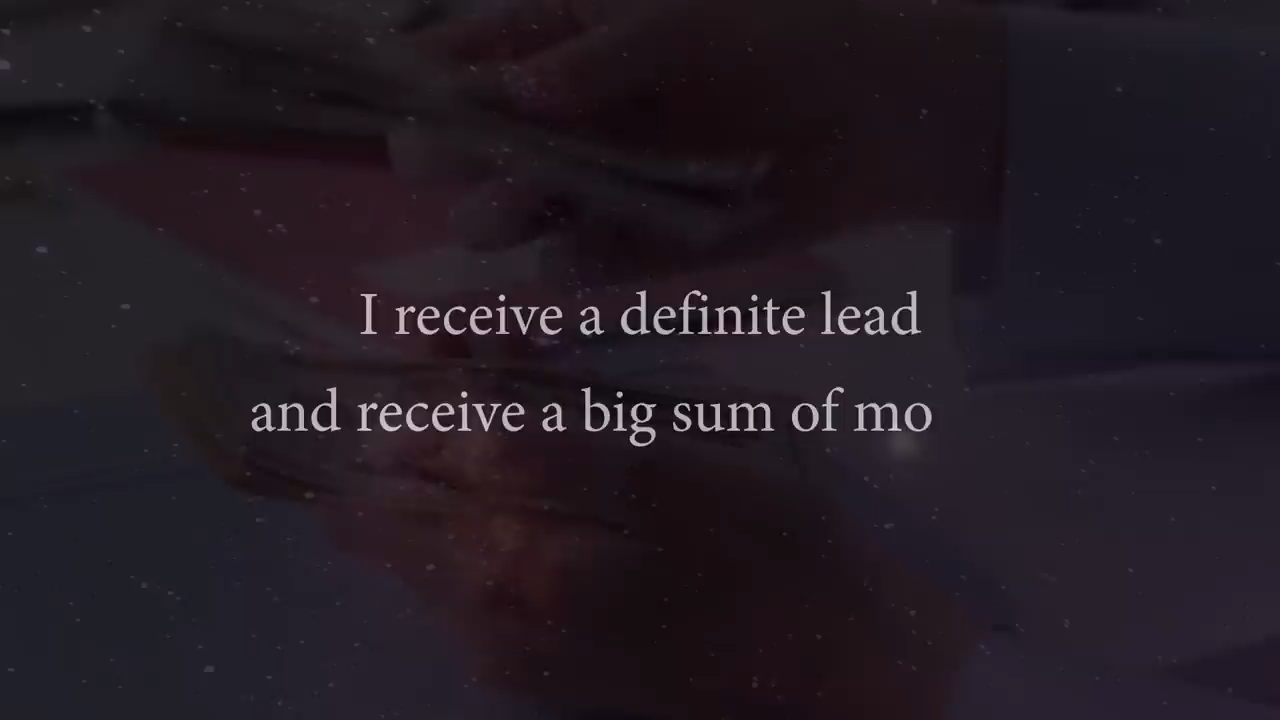 I receive a definite lead
and receive a big sum of mo